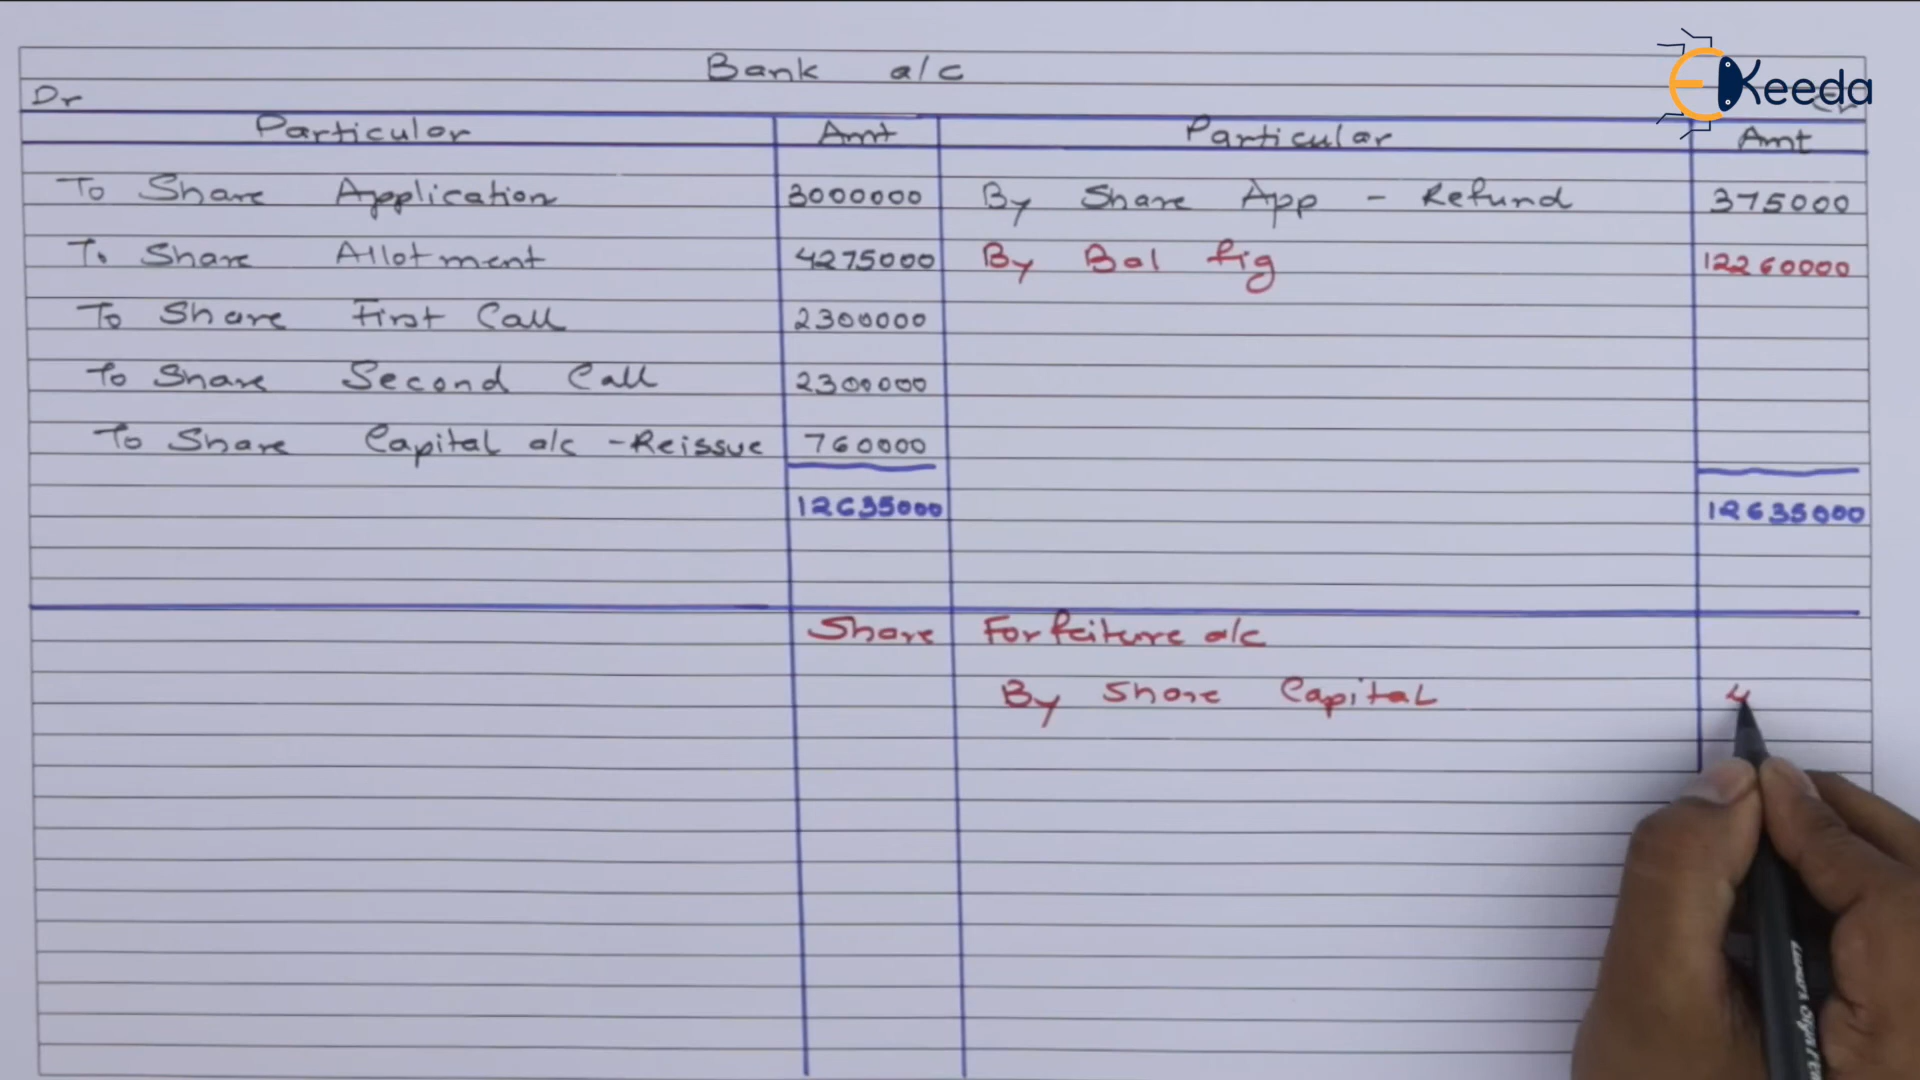 Bank a/c
Keeda
Dr Cr
Particular Amt Particular Amt
To Share Application 3000000 By Share App - Refund 375000
To Share Allotment 4275000 By Bal fig 12260000
To Share First Call 2300000
To Share Second Call 2300000
To Share Capital a/c - Reissue 760000
12635000 12635000
Share Forfeiture a/c
By Share Capital 4